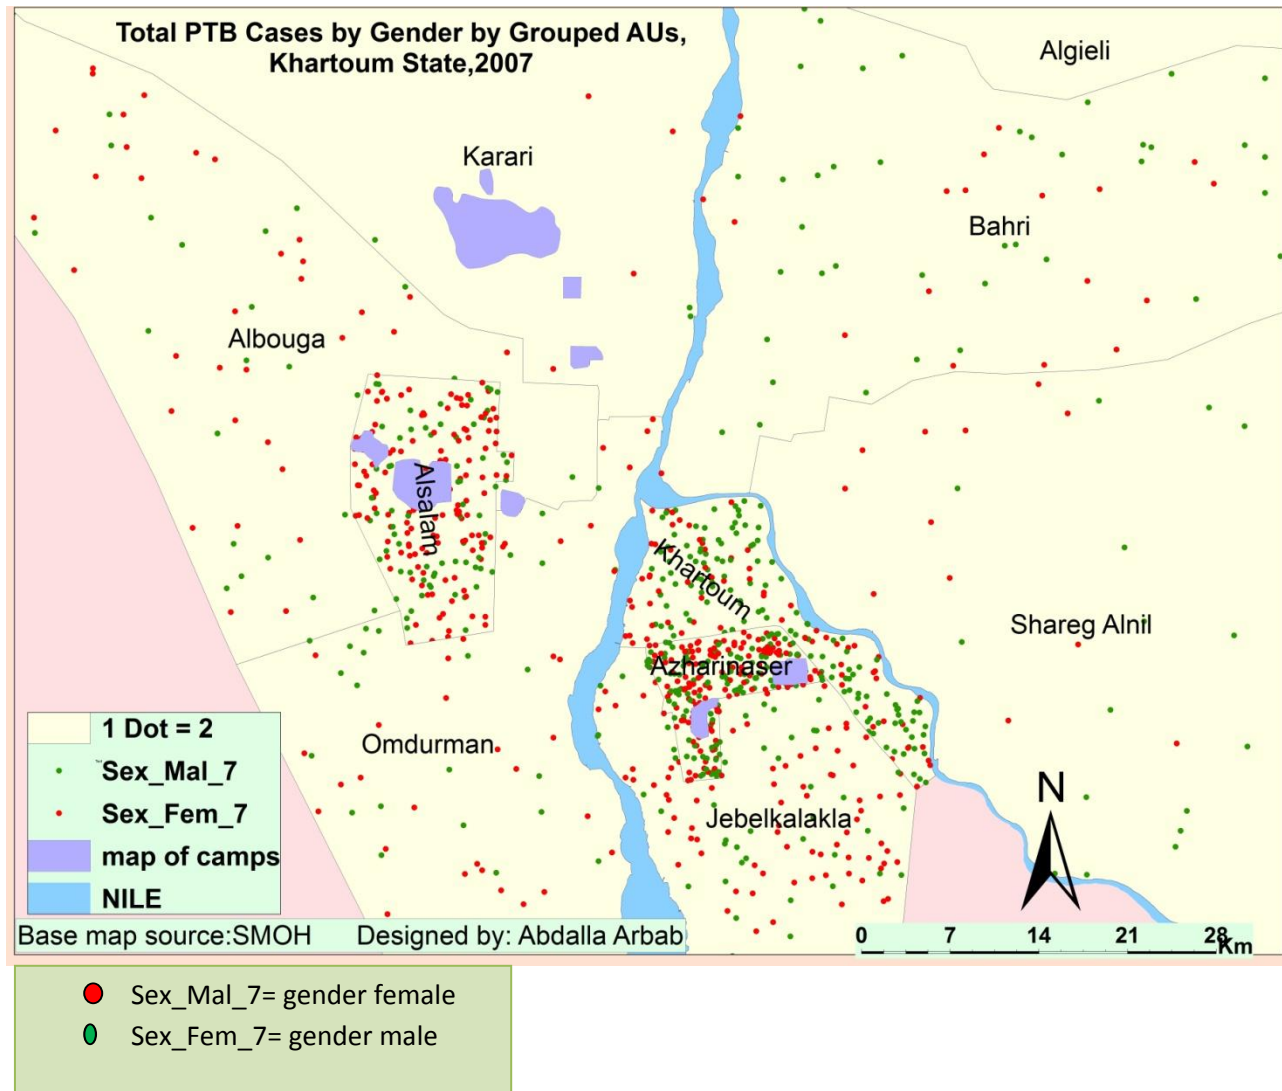 Total PTB Cases by Gender by Grouped AUs,
Khartoum State,2007
Algieli
Karari
Bahri
Albouga
Alsalam
Khartoum
Shareg Alnil
Azharinaser
Omdurman
Jebelkalakla
N
1 Dot = 2
Sex_Mal_7
Sex_Fem_7
map of camps
NILE
Base map source:SMOH Designed by: Abdalla Arbab
0 7 14 21 28 Km
Sex_Mal_7= gender female
Sex_Fem_7= gender male